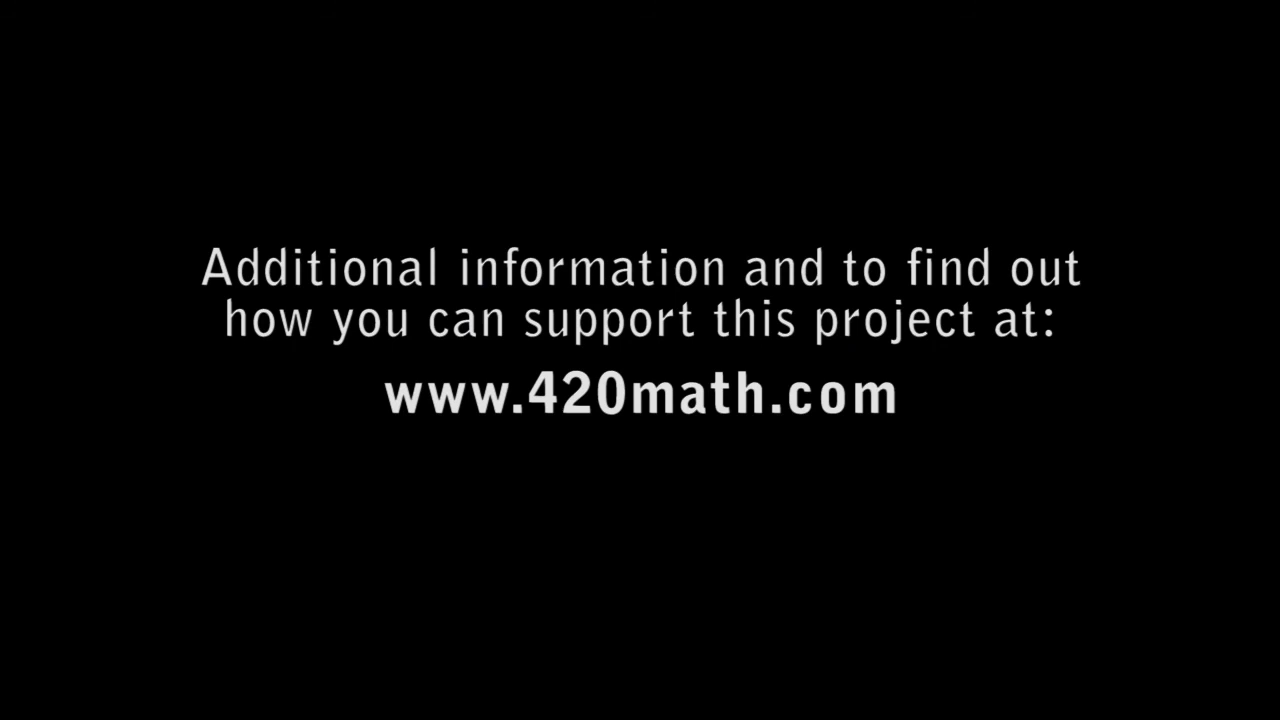 Additional information and to find out
how you can support this project at:
www.420math.com